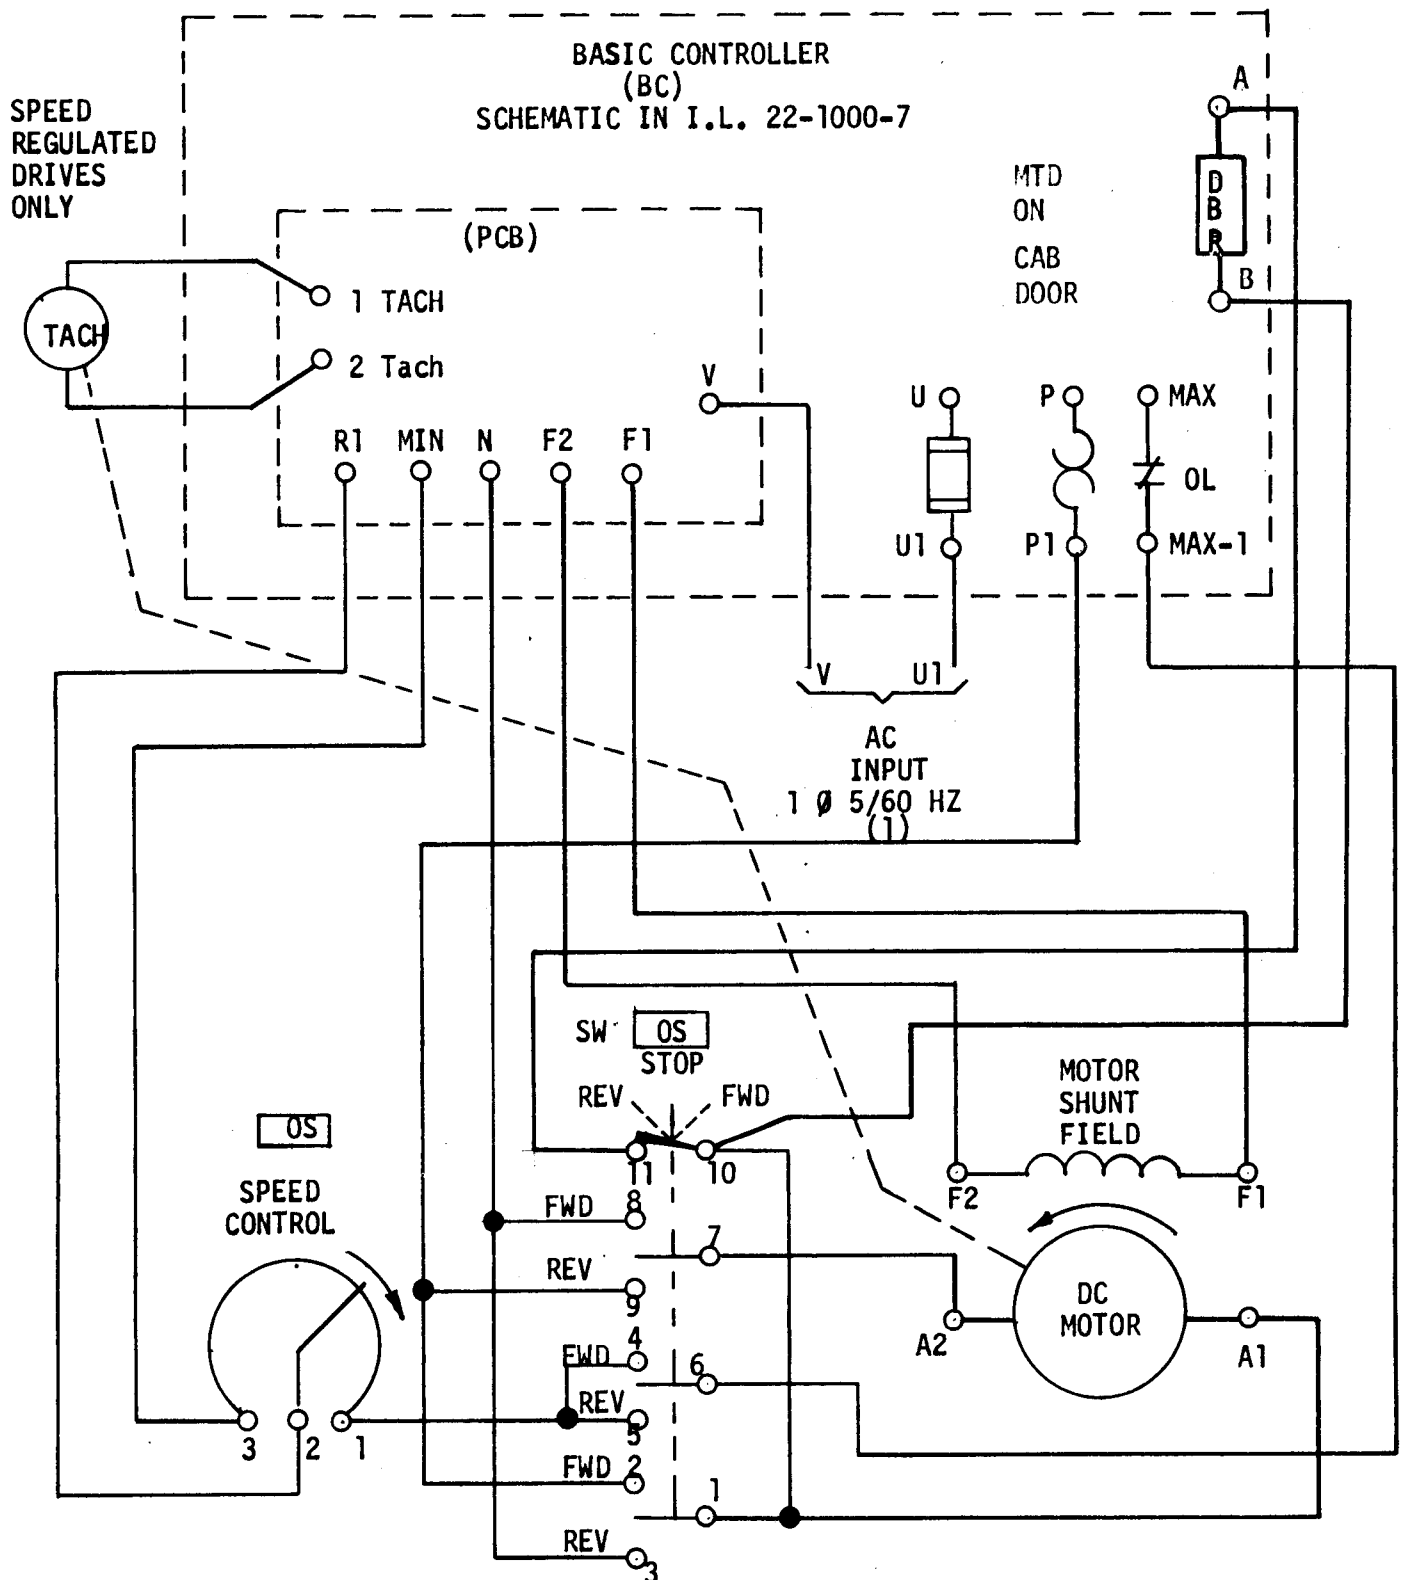 BASIC CONTROLLER
(BC)
SCHEMATIC IN I.L. 22-1000-7
SPEED
REGULATED
DRIVES
ONLY
A
MTD
ON
CAB
DOOR
D
B
R
B
(PCB)
1 TACH
TACH
2 Tach
V
U
P
MAX
R1
MIN
N
F2
F1
OL
U1
P1
MAX-1
V
U1
AC
INPUT
1 Ø 5/60 HZ
(1)
SW
OS
STOP
REV
FWD
11
10
MOTOR
SHUNT
FIELD
F2
F1
OS
SPEED
CONTROL
FWD
8
7
REV
9
DC
MOTOR
A2
A1
FWD
4
6
REV
5
3
2
1
FWD
2
1
REV
3